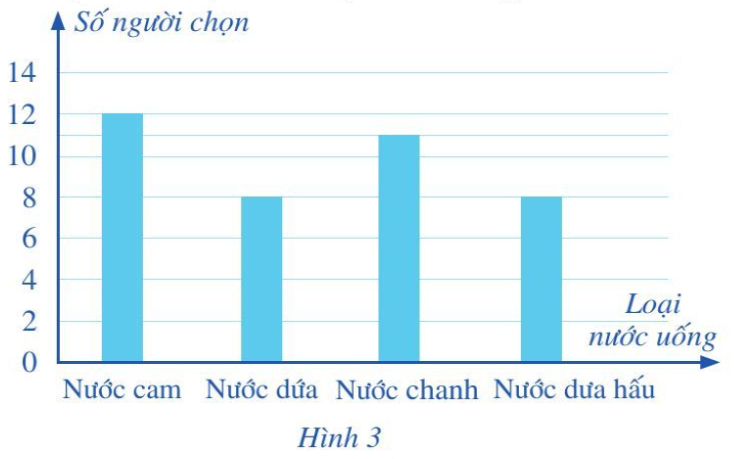 Số người chọn
14
12
10
8
6
4
2
0
Loại
nước uống
Nước cam Nước dứa Nước chanh Nước dưa hấu
Hình 3